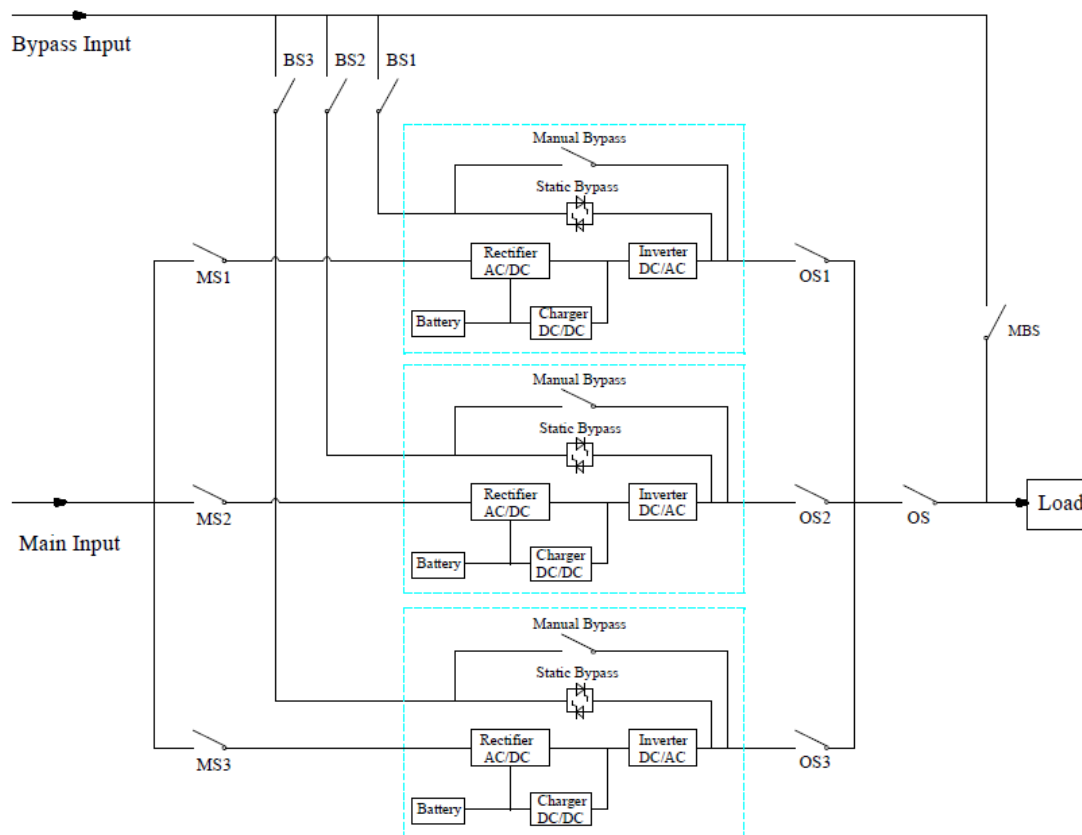 Bypass Input
BS3
BS2
BS1
Manual Bypass
Static Bypass
MS1
Rectifier
AC/DC
Inverter
DC/AC
OS1
Battery
Charger
DC/DC
MBS
Manual Bypass
Static Bypass
Main Input
MS2
Rectifier
AC/DC
Inverter
DC/AC
OS2
OS
Load
Battery
Charger
DC/DC
Manual Bypass
Static Bypass
MS3
Rectifier
AC/DC
Inverter
DC/AC
OS3
Battery
Charger
DC/DC